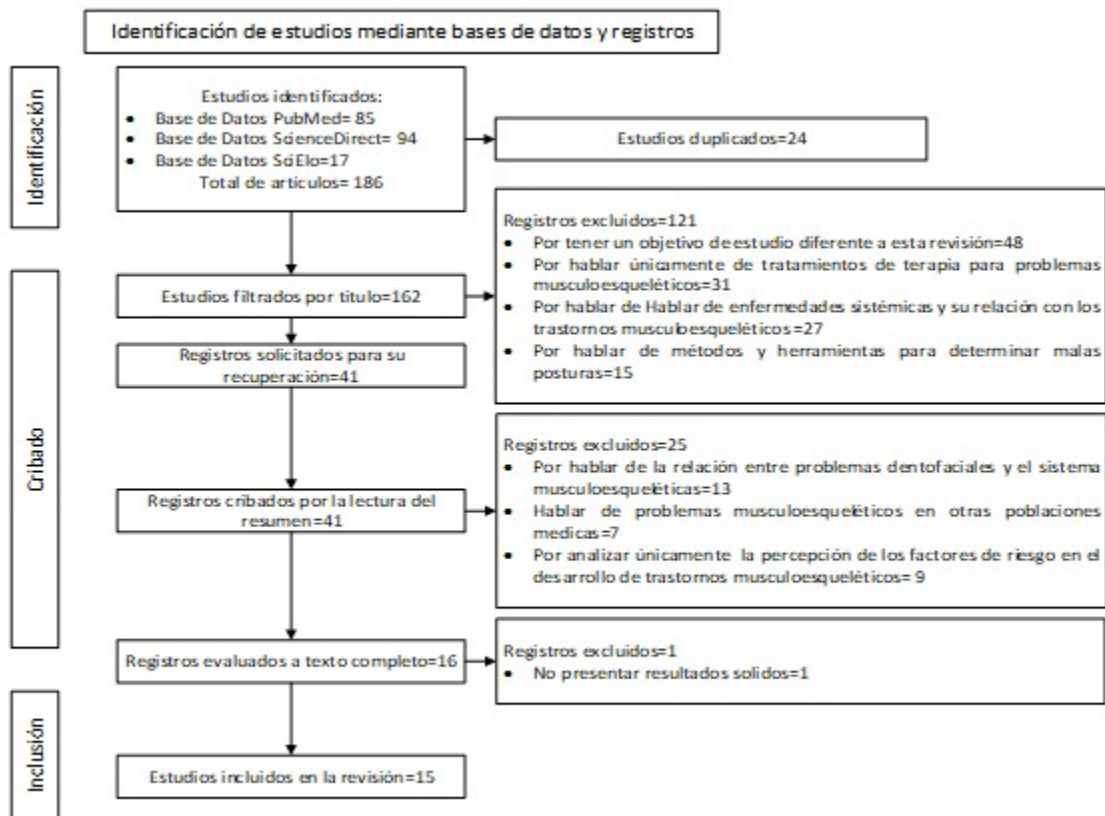 Identificación de estudios mediante bases de datos y registros
Identificación
Estudios identificados:
• Base de Datos PubMed= 85
• Base de Datos ScienceDirect= 94
• Base de Datos SciElo=17
Total de articulos= 186
Estudios duplicados=24
Cribado
Estudios filtrados por titulo=162
Registros excluidos=121
• Por tener un objetivo de estudio diferente a esta revisión=48
• Por hablar únicamente de tratamientos de terapia para problemas
musculoesqueléticos=31
• Por hablar de Hablar de enfermedades sistémicas y su relación con los
trastornos musculoesqueléticos =27
• Por hablar de métodos y herramientas para determinar malas
posturas=15
Registros solicitados para su
recuperación=41
Registros cribados por la lectura del
resumen=41
Registros excluidos=25
• Por hablar de la relación entre problemas dentofaciales y el sistema
musculoesqueléticas=13
• Hablar de problemas musculoesqueléticos en otras poblaciones
medicas=7
• Por analizar únicamente la percepción de los factores de riesgo en el
desarrollo de trastornos musculoesqueléticos= 9
Registros evaluados a texto completo=16
Registros excluidos=1
• No presentar resultados solidos=1
Inclusión
Estudios incluidos en la revisión=15